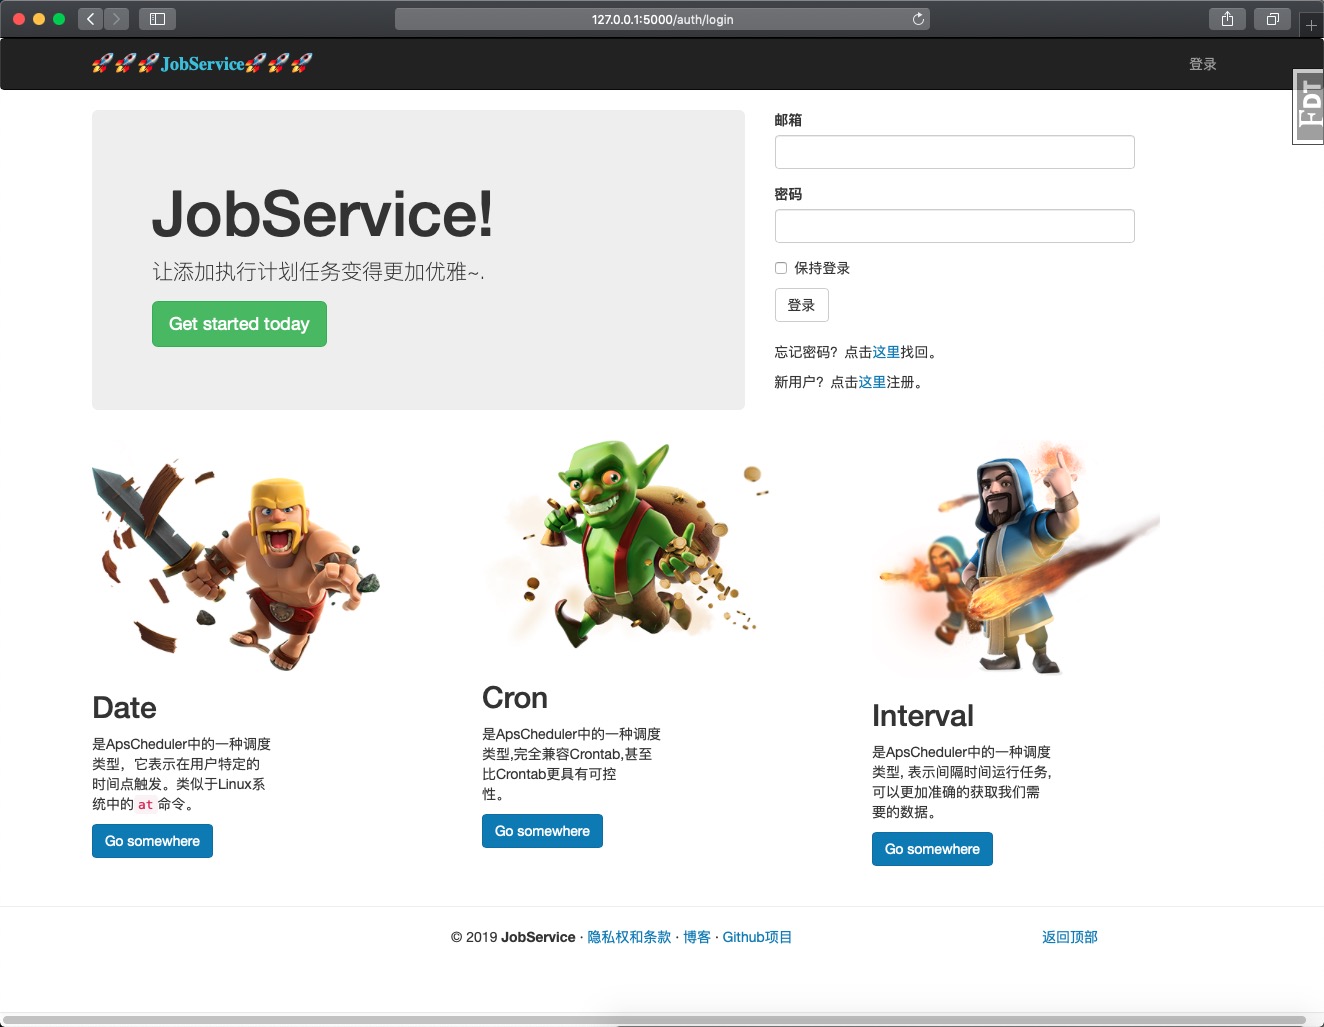 127.0.0.1:5000/auth/login
🚀🚀🚀JobService🚀🚀🚀
登录
EDIT
邮箱
密码
保持登录
登录
忘记密码？点击这里找回。
新用户？点击这里注册。
JobService!
让添加执行计划任务变得更加优雅~.
Get started today
Date
是ApsCheduler中的一种调度
类型，它表示在用户特定的
时间点触发。类似于Linux系
统中的 at 命令。
Go somewhere
Cron
是ApsCheduler中的一种调度
类型,完全兼容Crontab,甚至
比Crontab更具有可控
性。
Go somewhere
Interval
是ApsCheduler中的一种调度
类型, 表示间隔时间运行任务,
可以更加准确的获取我们需
要的数据。
Go somewhere
© 2019 JobService · 隐私权和条款 · 博客 · Github项目
返回顶部